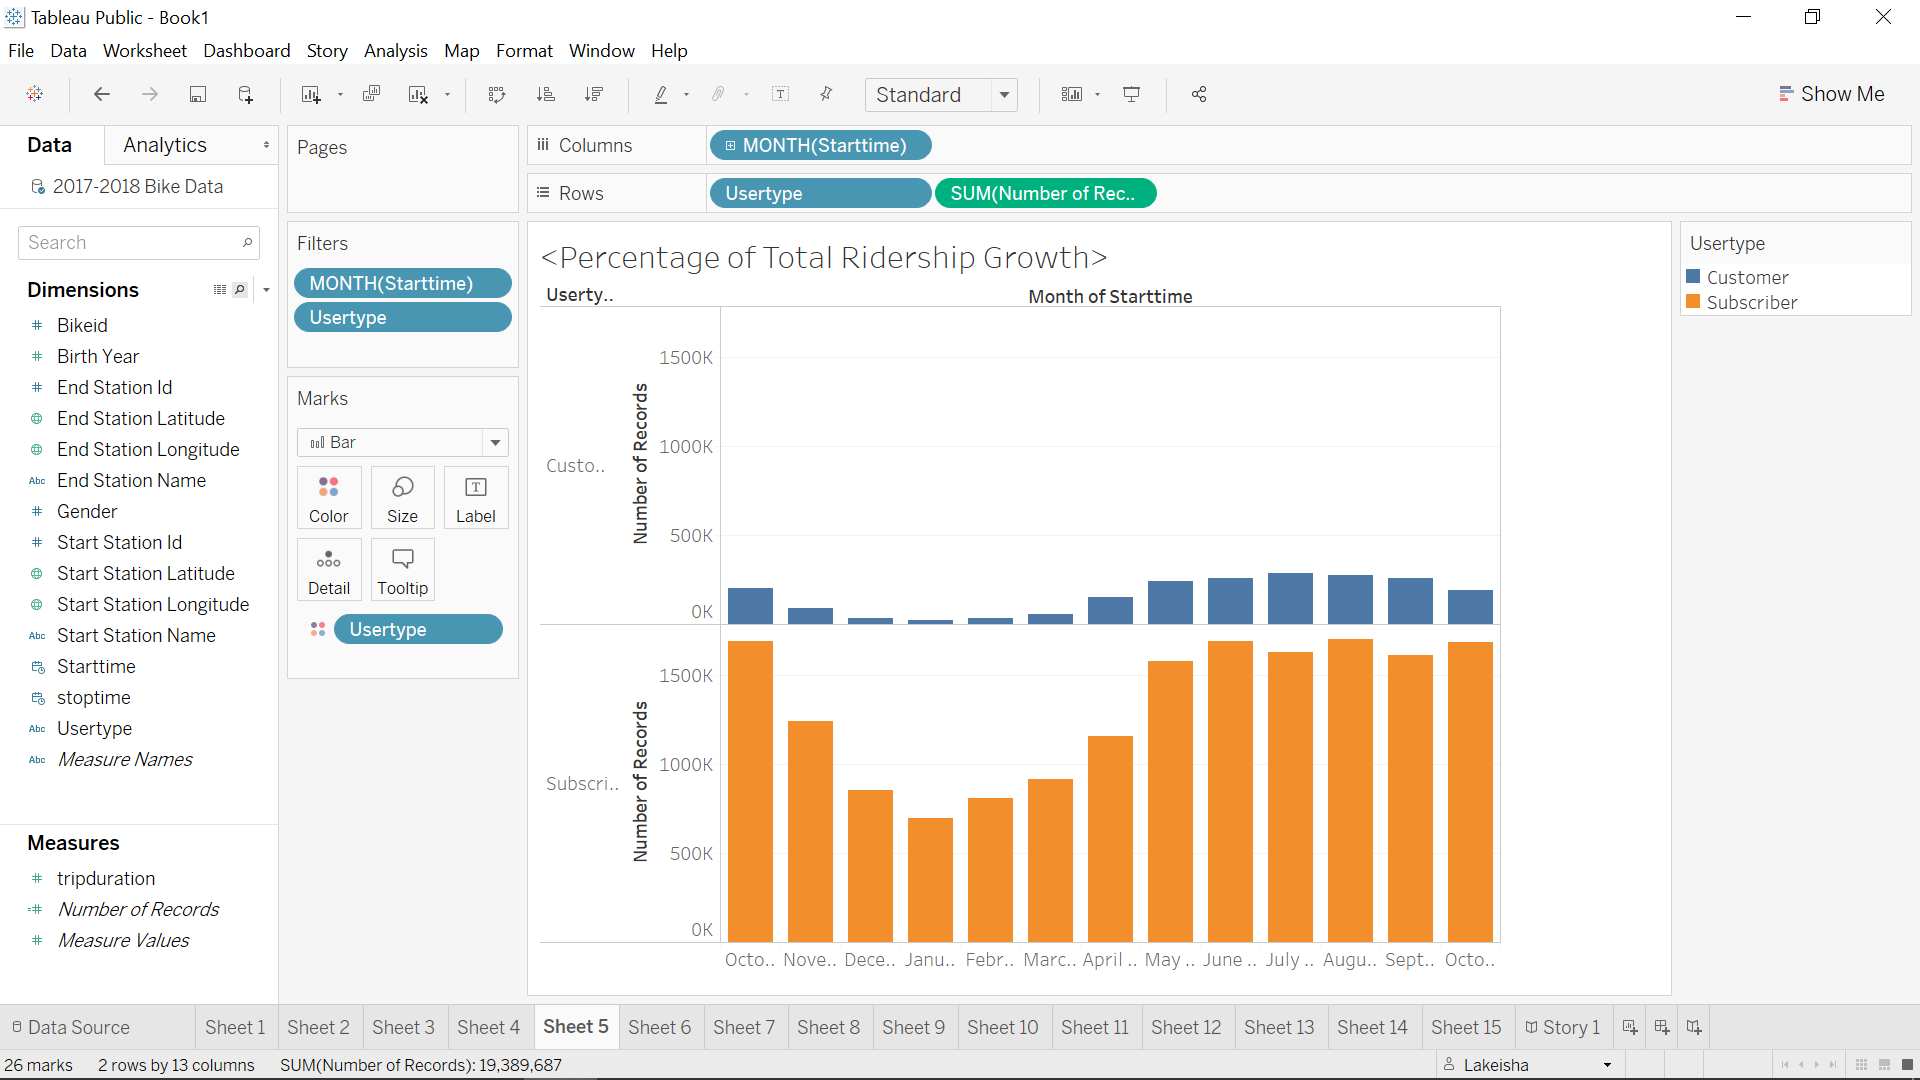 Tableau Public - Book1
File Data Worksheet Dashboard Story Analysis Map Format Window Help
Standard
Show Me
Data
Analytics
2017-2018 Bike Data
Search
Dimensions
# Bikeid
# Birth Year
# End Station Id
End Station Latitude
End Station Longitude
Abc End Station Name
# Gender
# Start Station Id
Start Station Latitude
Start Station Longitude
Abc Start Station Name
Starttime
stoptime
Abc Usertype
Abc Measure Names
Measures
# tripduration
=# Number of Records
# Measure Values
Pages
Filters
MONTH(Starttime)
Usertype
Marks
Bar
Color
Size
T
Label
Detail
Tooltip
Usertype
Columns
MONTH(Starttime)
Rows
Usertype
SUM(Number of Rec..
<Percentage of Total Ridership Growth>
Userty..
Month of Starttime
Custo..
Number of Records
1500K
1000K
500K
0K
Subscri..
Number of Records
1500K
1000K
500K
0K
Octo.. Nove.. Dece.. Janu.. Febr.. Marc.. April .. May .. June .. July .. Augu.. Sept.. Octo..
Usertype
Customer
Subscriber
Data Source
Sheet 1
Sheet 2
Sheet 3
Sheet 4
Sheet 5
Sheet 6
Sheet 7
Sheet 8
Sheet 9
Sheet 10
Sheet 11
Sheet 12
Sheet 13
Sheet 14
Sheet 15
Story 1
26 marks
2 rows by 13 columns
SUM(Number of Records): 19,389,687
Lakeisha